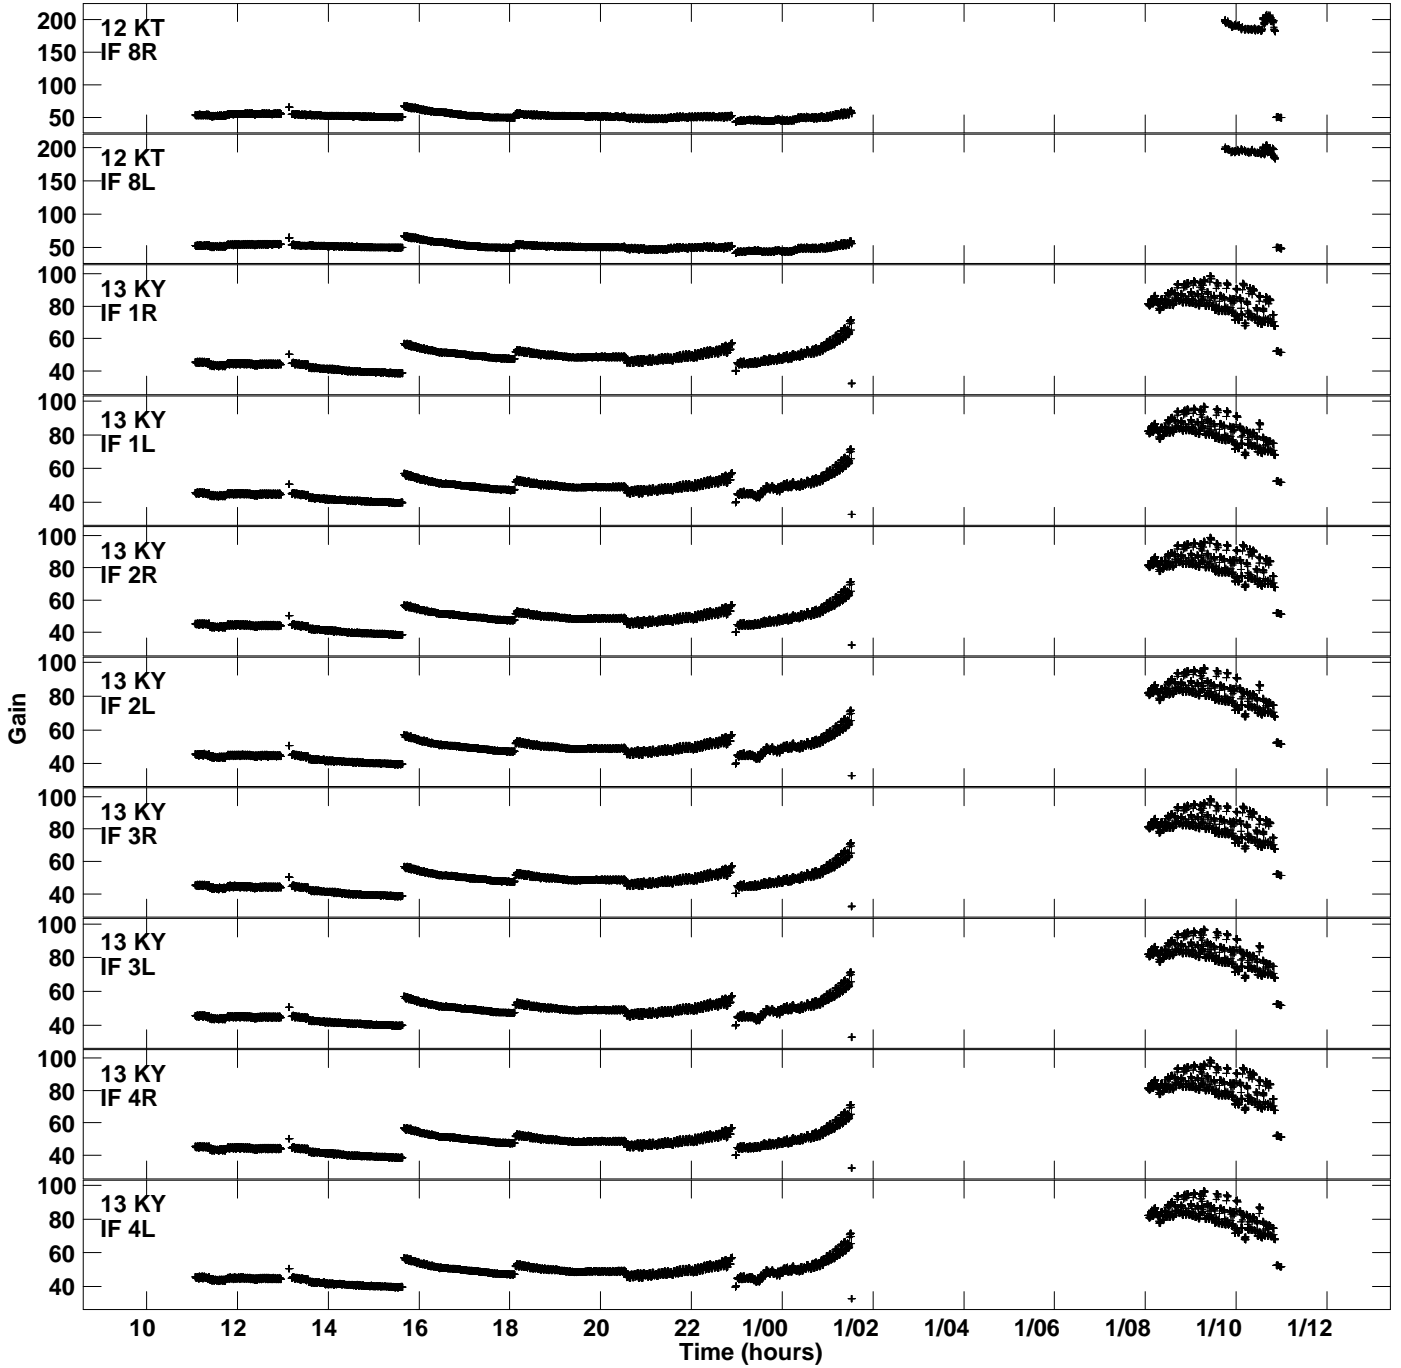 200
150
100
50
12 KT
IF 8R
200
150
100
50
12 KT
IF 8L
100
80
60
40
13 KY
IF 1R
100
80
60
40
13 KY
IF 1L
100
80
60
40
13 KY
IF 2R
100
80
60
40
13 KY
IF 2L
Gain
100
80
60
40
13 KY
IF 3R
100
80
60
40
13 KY
IF 3L
100
80
60
40
13 KY
IF 4R
100
80
60
40
13 KY
IF 4L
10 12 14 16 18 20 22 1/00 1/02 1/04 1/06 1/08 1/10 1/12
Time (hours)